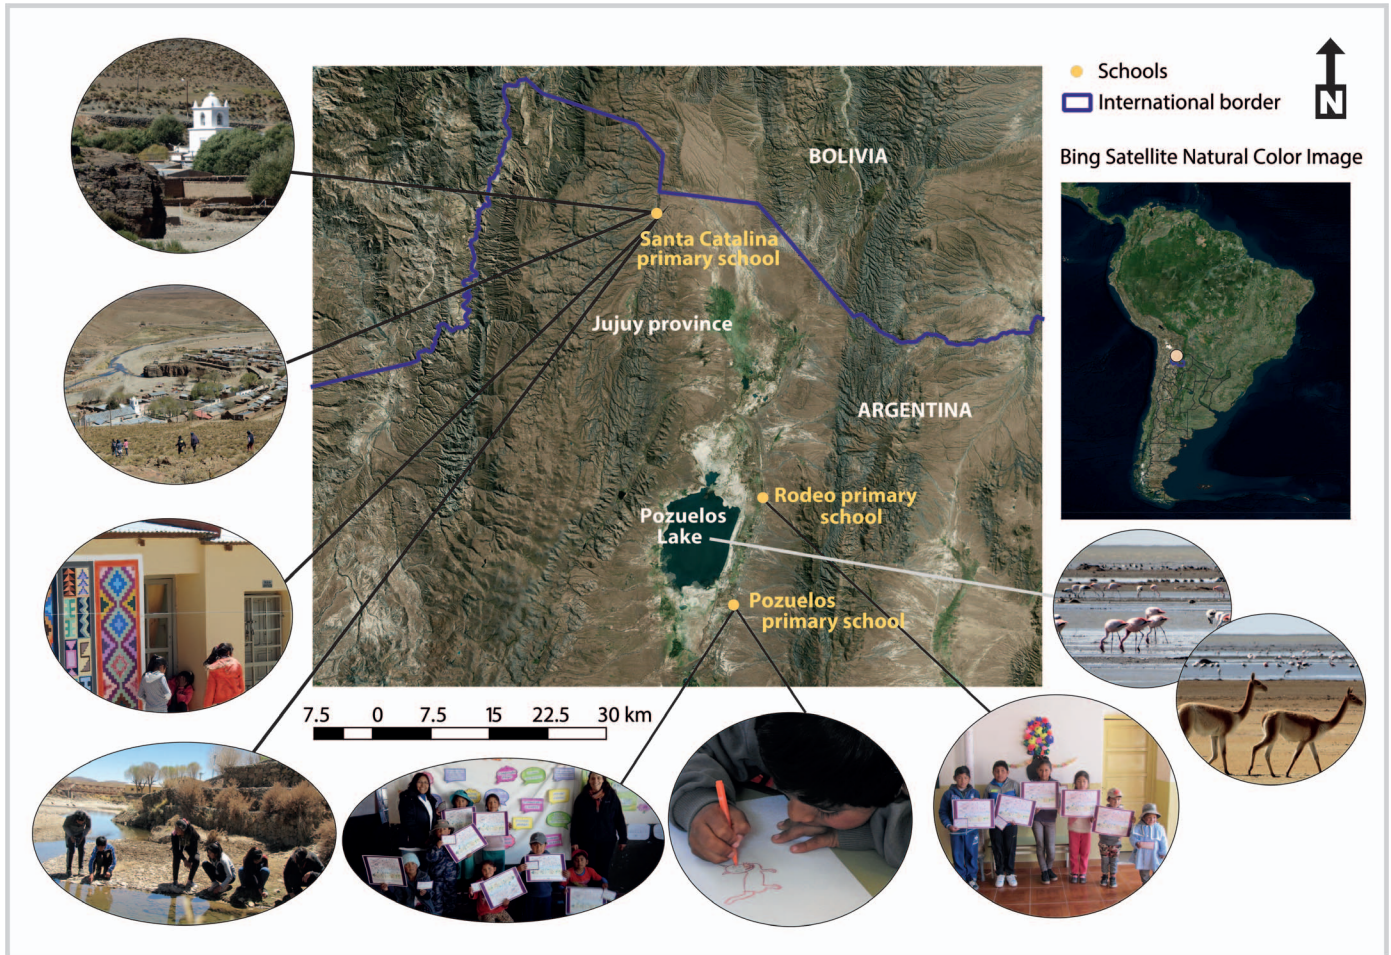 Schools
International border
N
Bing Satellite Natural Color Image
BOLIVIA
Santa Catalina
primary school
Jujuy province
ARGENTINA
Rodeo primary
school
Pozuelos
Lake
Pozuelos
primary school
7.5 0 7.5 15 22.5 30 km